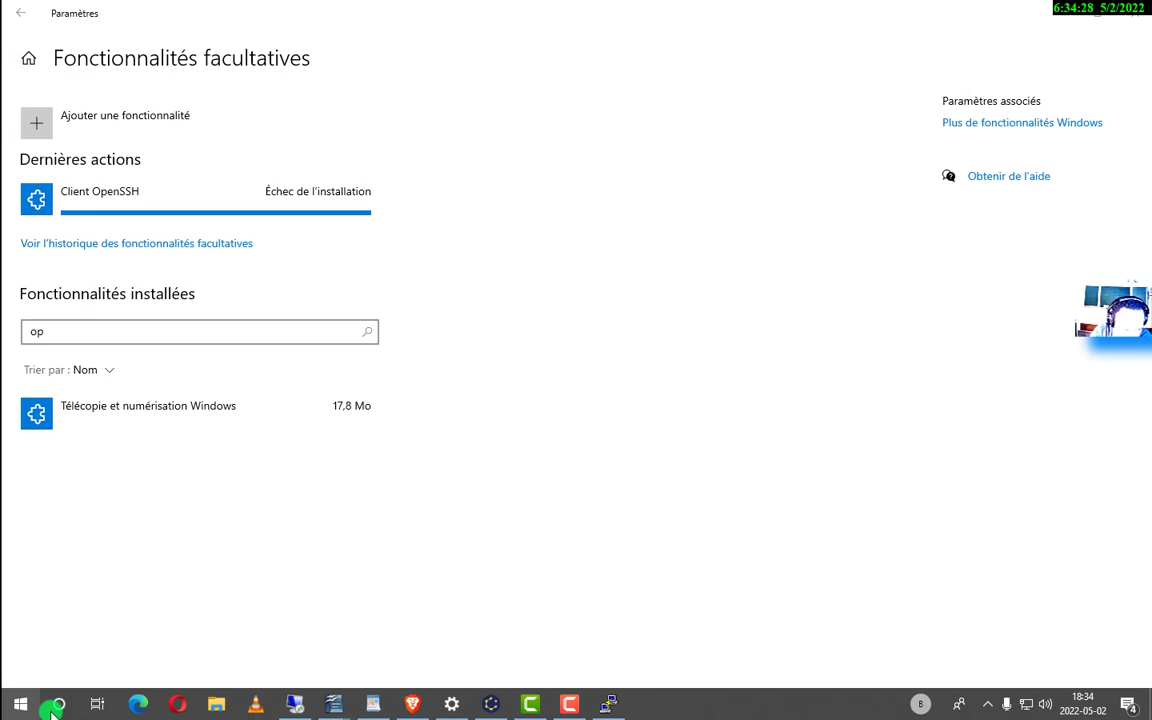 Paramètres
6:34:28 5/2/2022
Fonctionnalités facultatives
Ajouter une fonctionnalité
Dernières actions
Client OpenSSH
Échec de l'installation
Voir l'historique des fonctionnalités facultatives
Fonctionnalités installées
op
Trier par : Nom
Télécopie et numérisation Windows
17,8 Mo
Paramètres associés
Plus de fonctionnalités Windows
Obtenir de l'aide
B
18:34
2022-05-02
4